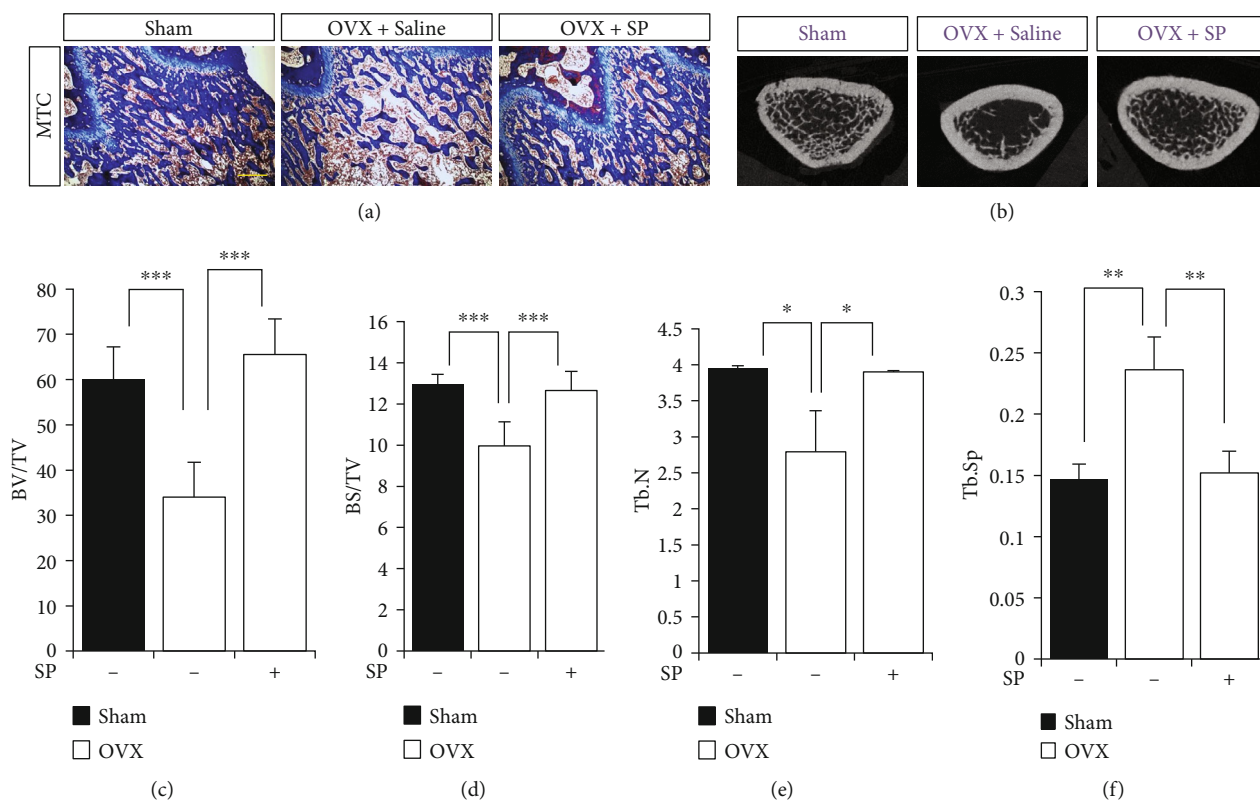 Sham OVX + Saline OVX + SP
MTC
(a)
Sham OVX + Saline OVX + SP
(b)
***
***
80
70
60
50
40
30
20
10
0
BV/TV
SP – – +
Sham
OVX
(c)
*** ***
16
14
12
10
8
6
4
2
0
BS/TV
SP – – +
Sham
OVX
(d)
* *
4.5
4
3.5
3
2.5
2
1.5
1
0.5
0
Tb.N
SP – – +
Sham
OVX
(e)
** **
0.3
0.25
0.2
0.15
0.1
0.05
0
Tb.Sp
SP – – +
Sham
OVX
(f)